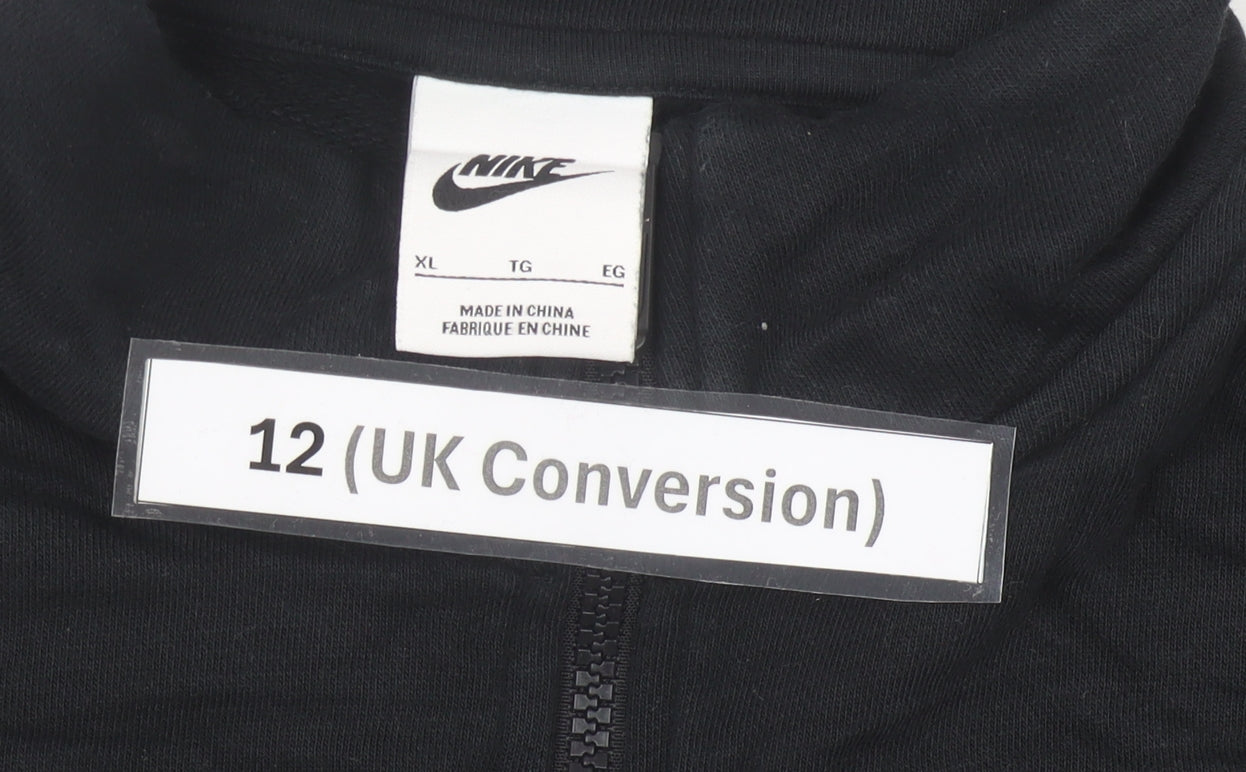 NIKE
XL TG EG
MADE IN CHINA
FABRIQUE EN CHINE
12 (UK Conversion)